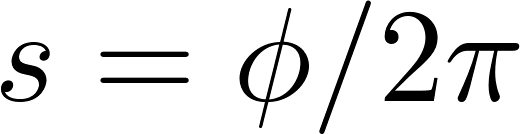 s = ϕ/2π